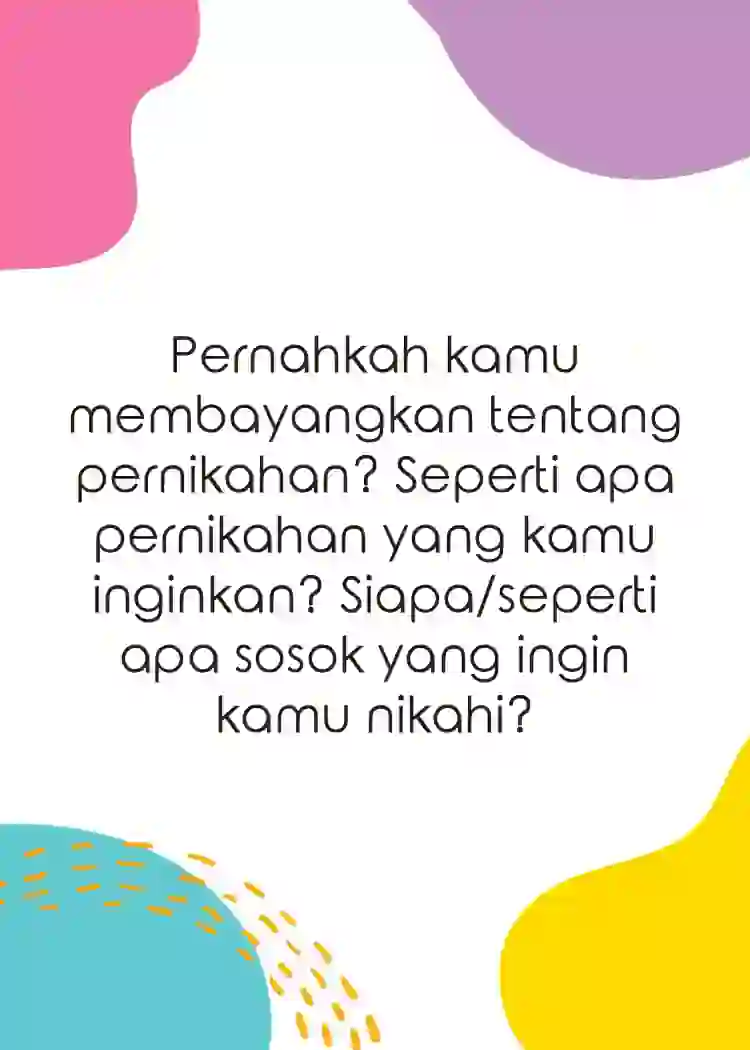 Pernahkah kamu
membayangkan tentang
pernikahan? Seperti apa
pernikahan yang kamu
inginkan? Siapa/seperti
apa sosok yang ingin
kamu nikahi?